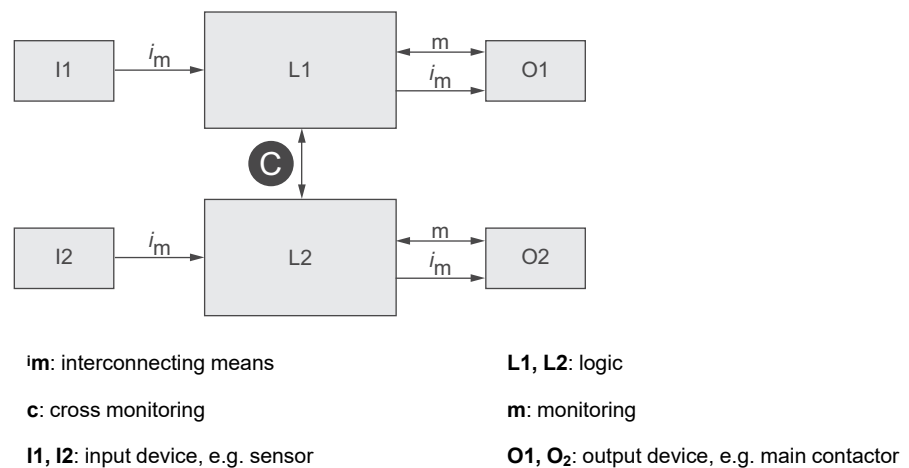 I1 im L1 m O1
im
C
I2 im L2 m O2
im
im: interconnecting means L1, L2: logic
c: cross monitoring m: monitoring
I1, I2: input device, e.g. sensor O1, O2: output device, e.g. main contactor